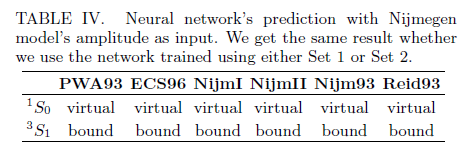 TABLE IV. Neural network's prediction with Nijmegen
model's amplitude as input. We get the same result whether
we use the network trained using either Set 1 or Set 2.
PWA93 ECS96 NijmI NijmII Nijm93 Reid93
¹S₀ virtual virtual virtual virtual virtual virtual
³S₁ bound bound bound bound bound bound